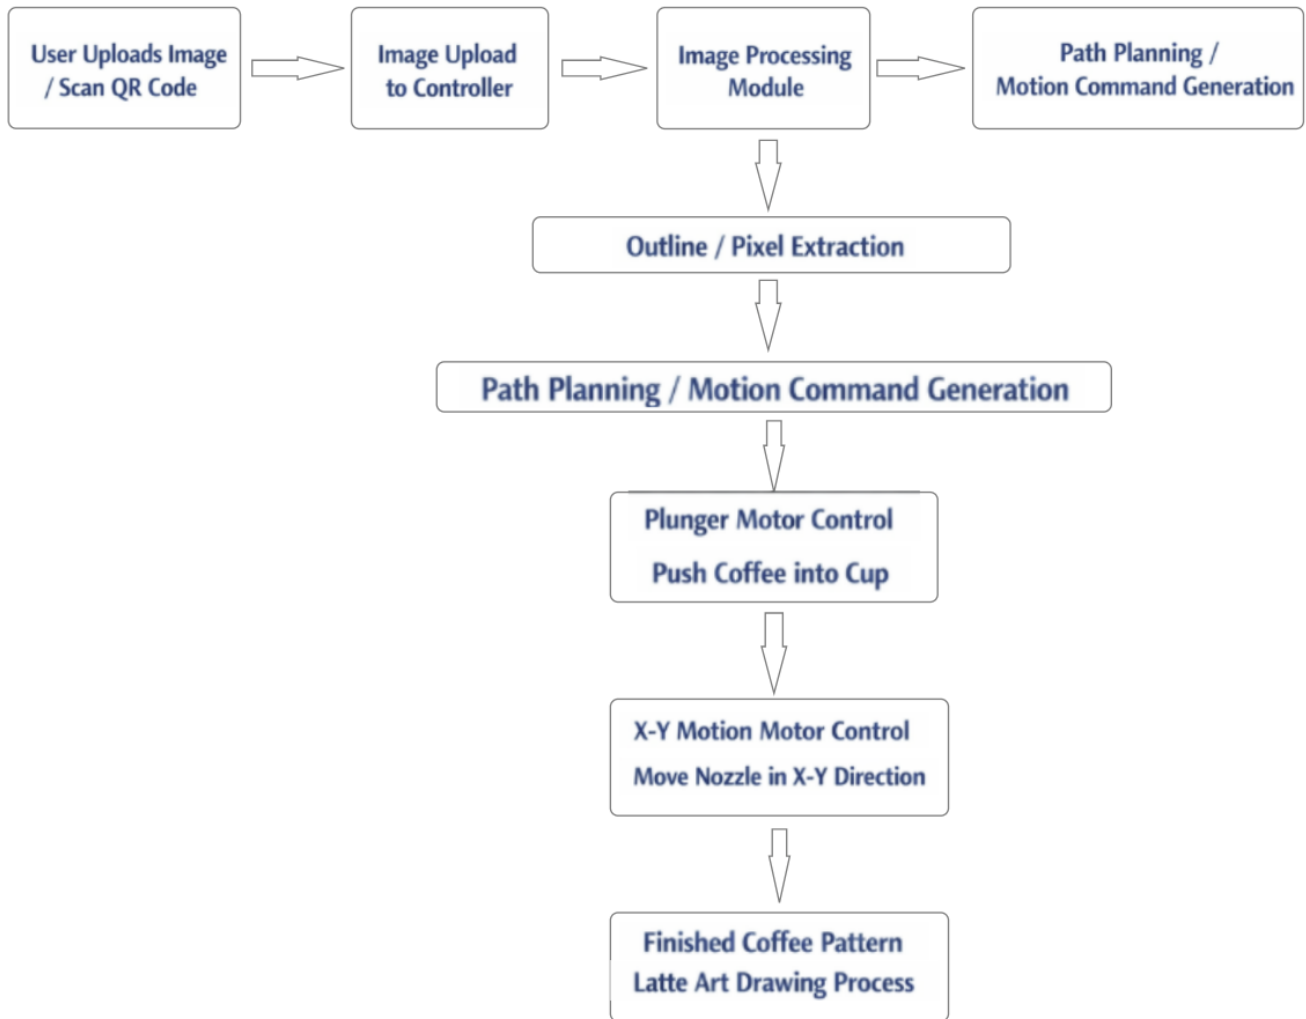 User Uploads Image
/ Scan QR Code
Image Upload
to Controller
Image Processing
Module
Path Planning /
Motion Command Generation
Outline / Pixel Extraction
Path Planning / Motion Command Generation
Plunger Motor Control
Push Coffee into Cup
X-Y Motion Motor Control
Move Nozzle in X-Y Direction
Finished Coffee Pattern
Latte Art Drawing Process